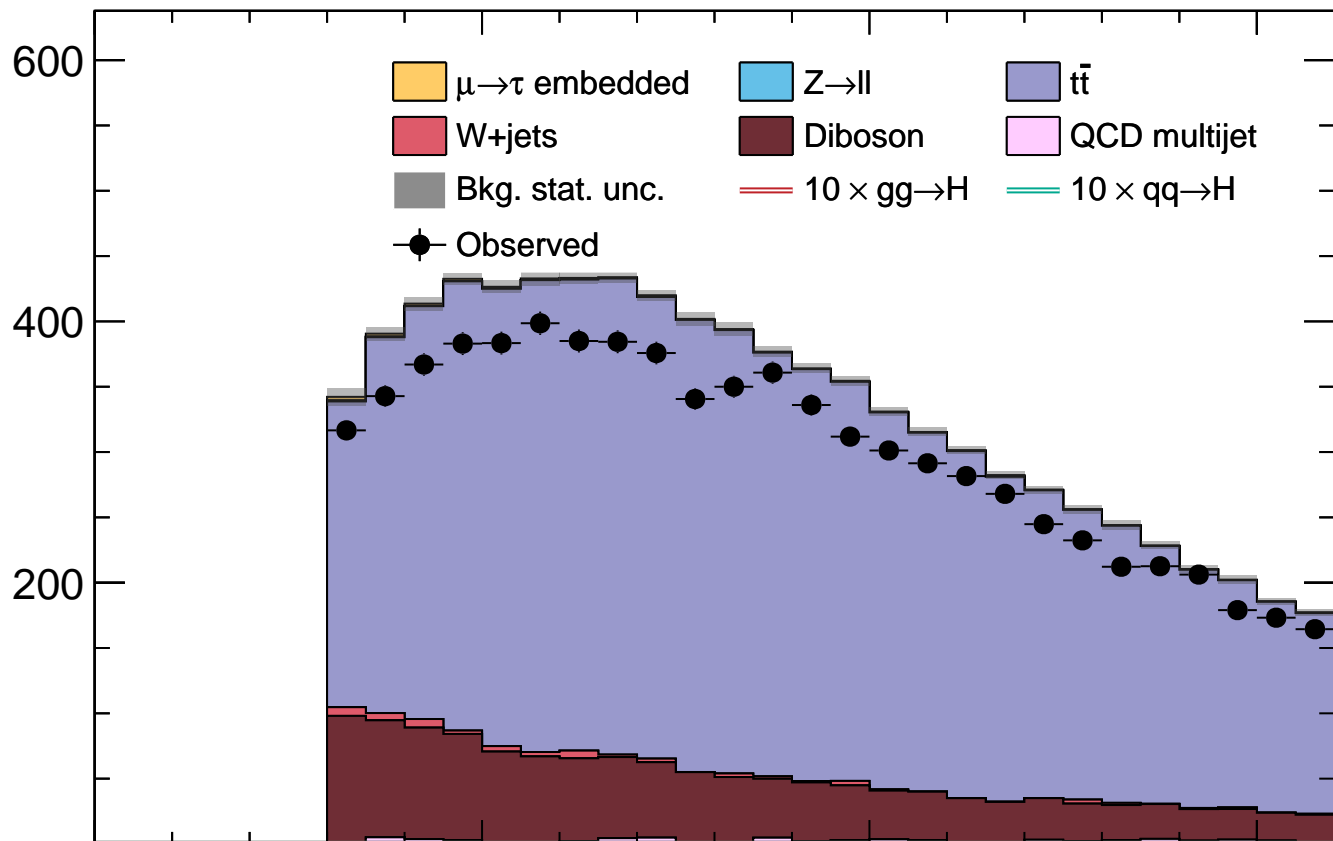 600
μ→τ embedded Z→ll tt̄
W+jets Diboson QCD multijet
Bkg. stat. unc. 10 × gg→H 10 × qq→H
Observed
400
200